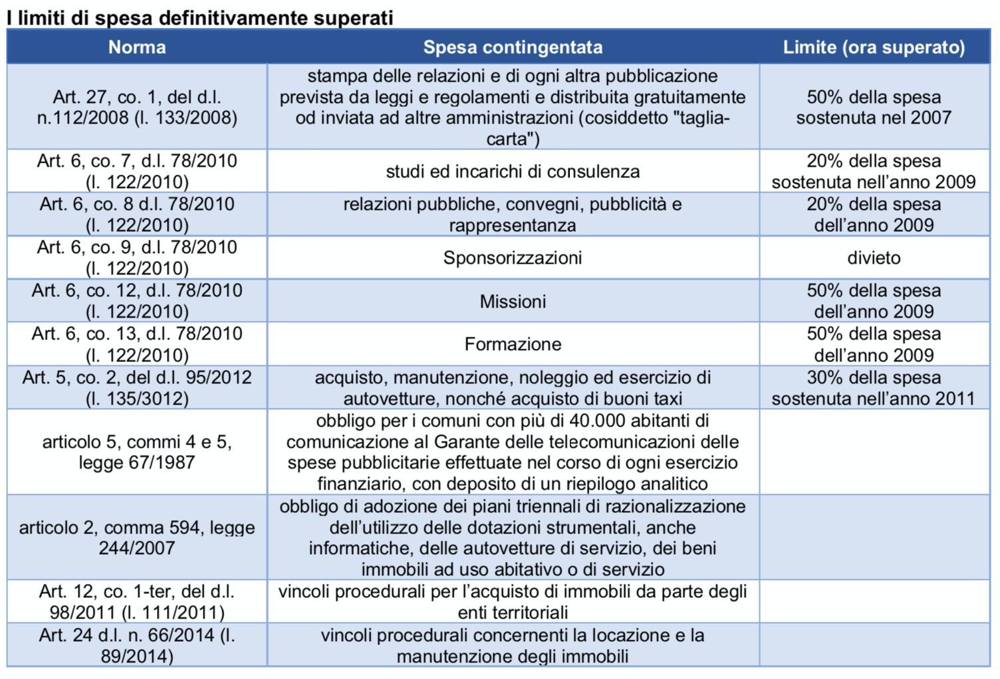 I limiti di spesa definitivamente superati
Norma
Spesa contingentata
Limite (ora superato)
Art. 27, co. 1, del d.l.
n.112/2008 (l. 133/2008)
stampa delle relazioni e di ogni altra pubblicazione
prevista da leggi e regolamenti e distribuita gratuitamente
od inviata ad altre amministrazioni (cosiddetto "taglia-
carta")
50% della spesa
sostenuta nel 2007
Art. 6, co. 7, d.l. 78/2010
(l. 122/2010)
studi ed incarichi di consulenza
20% della spesa
sostenuta nell’anno 2009
Art. 6, co. 8 d.l. 78/2010
(l. 122/2010)
relazioni pubbliche, convegni, pubblicità e
rappresentanza
20% della spesa
dell’anno 2009
Art. 6, co. 9, d.l. 78/2010
(l. 122/2010)
Sponsorizzazioni
divieto
Art. 6, co. 12, d.l. 78/2010
(l. 122/2010)
Missioni
50% della spesa
dell’anno 2009
Art. 6, co. 13, d.l. 78/2010
(l. 122/2010)
Formazione
50% della spesa
dell’anno 2009
Art. 5, co. 2, del d.l. 95/2012
(l. 135/3012)
acquisto, manutenzione, noleggio ed esercizio di
autovetture, nonché acquisto di buoni taxi
30% della spesa
sostenuta nell’anno 2011
articolo 5, commi 4 e 5,
legge 67/1987
obbligo per i comuni con più di 40.000 abitanti di
comunicazione al Garante delle telecomunicazioni delle
spese pubblicitarie effettuate nel corso di ogni esercizio
finanziario, con deposito di un riepilogo analitico
articolo 2, comma 594, legge
244/2007
obbligo di adozione dei piani triennali di razionalizzazione
dell’utilizzo delle dotazioni strumentali, anche
informatiche, delle autovetture di servizio, dei beni
immobili ad uso abitativo o di servizio
Art. 12, co. 1-ter, del d.l.
98/2011 (l. 111/2011)
vincoli procedurali per l’acquisto di immobili da parte degli
enti territoriali
Art. 24 d.l. n. 66/2014 (l.
89/2014)
vincoli procedurali concernenti la locazione e la
manutenzione degli immobili